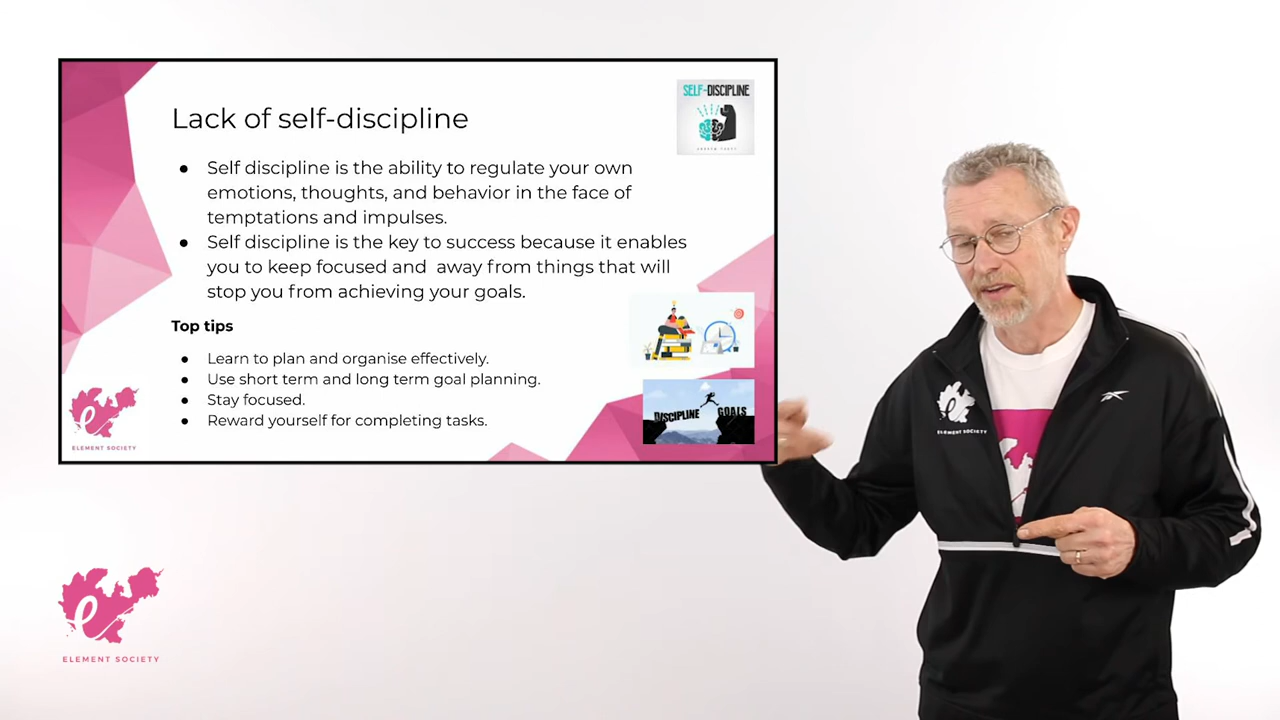 Lack of self-discipline
SELF-DISCIPLINE
● Self discipline is the ability to regulate your own
emotions, thoughts, and behavior in the face of
temptations and impulses.
● Self discipline is the key to success because it enables
you to keep focused and  away from things that will
stop you from achieving your goals.
Top tips
● Learn to plan and organise effectively.
● Use short term and long term goal planning.
● Stay focused.
● Reward yourself for completing tasks.
DISCIPLINE GOALS
e
ELEMENT SOCIETY
ELEMENT SOCIETY
e
ELEMENT SOCIETY